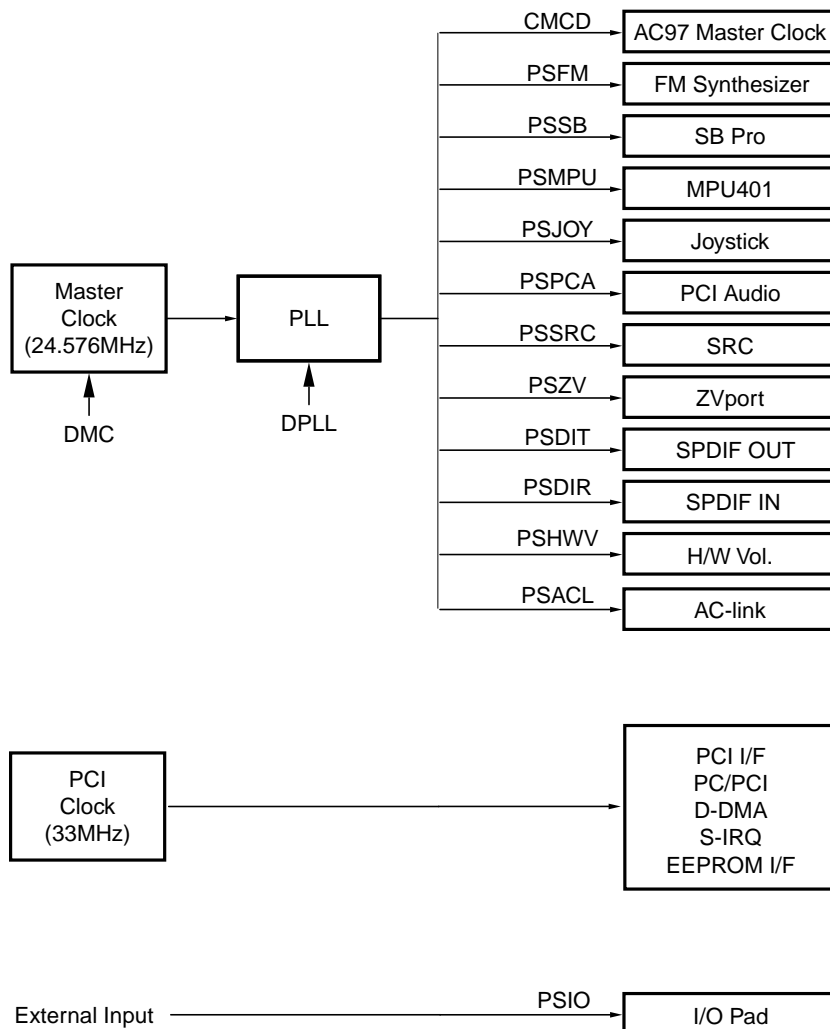 CMCD
AC97 Master Clock
PSFM
FM Synthesizer
PSSB
SB Pro
PSMPU
MPU401
PSJOY
Joystick
PSPCA
PCI Audio
PSSRC
SRC
PSZV
ZVport
PSDIT
SPDIF OUT
PSDIR
SPDIF IN
PSHWV
H/W Vol.
PSACL
AC-link
Master
Clock
(24.576MHz)
PLL
DMC
DPLL
PCI
Clock
(33MHz)
PCI I/F
PC/PCI
D-DMA
S-IRQ
EEPROM I/F
External Input
PSIO
I/O Pad